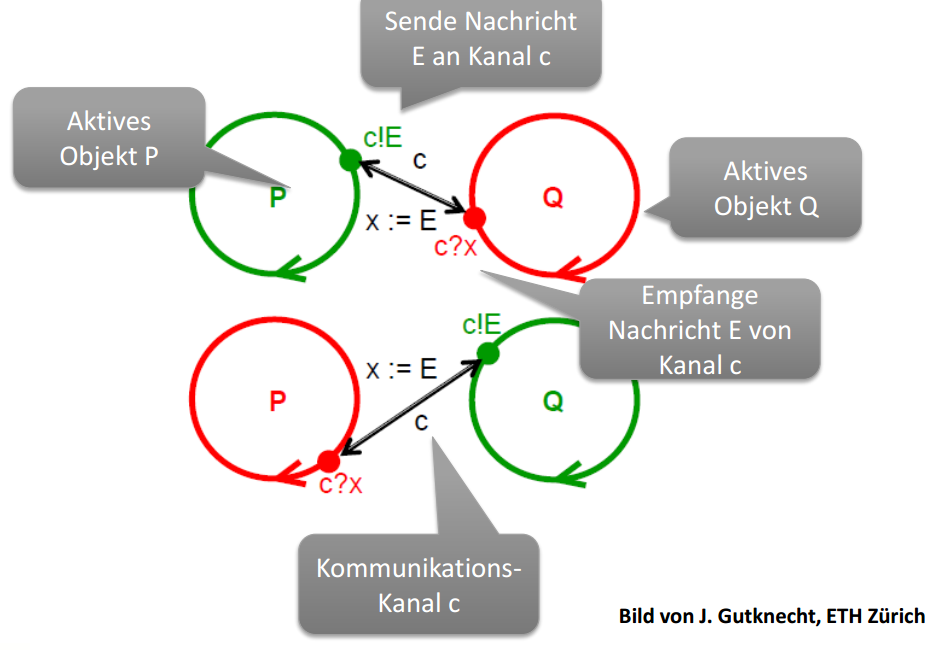 Sende Nachricht
E an Kanal c
Aktives
Objekt P
c!E
c
P
Q
x := E
c?x
Aktives
Objekt Q
Empfange
Nachricht E von
Kanal c
c!E
x := E
P
Q
c
c?x
Kommunikations-
Kanal c
Bild von J. Gutknecht, ETH Zürich